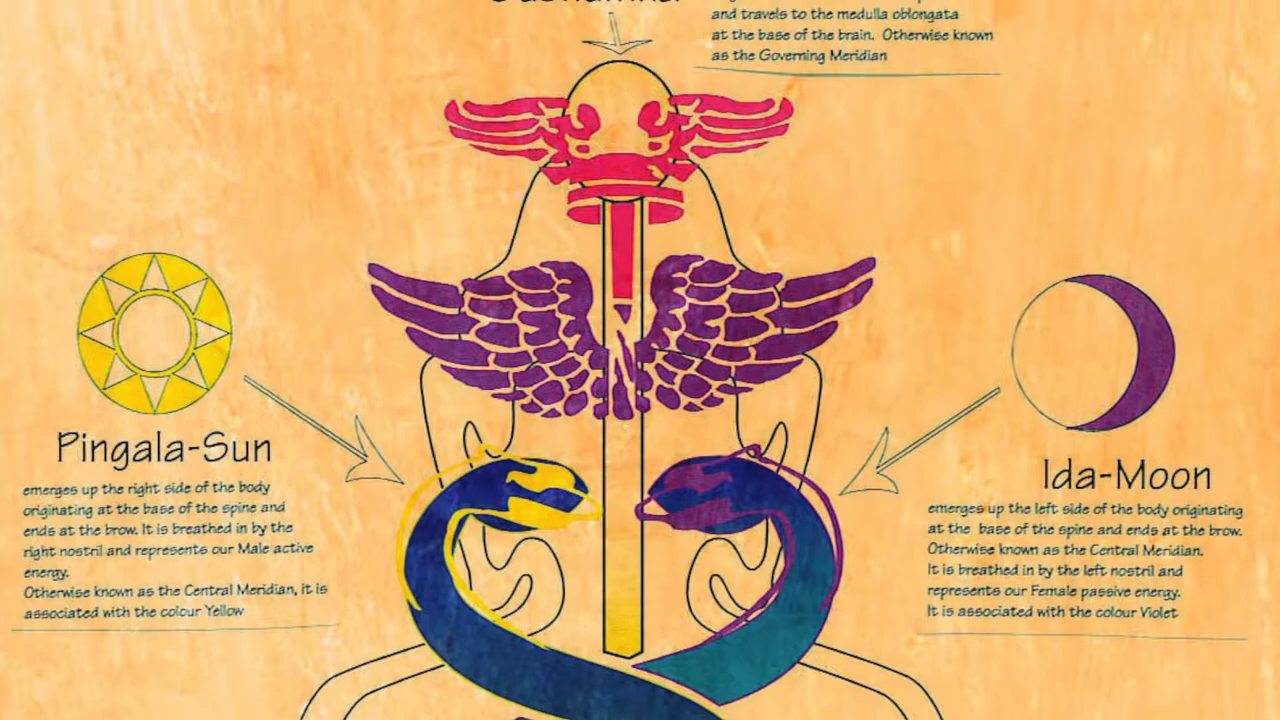 and travels to the medulla oblongata
at the base of the brain. Otherwise known
as the Governing Meridian
Pingala-Sun
emerges up the right side of the body
originating at the base of the spine and
ends at the brow. It is breathed in by the
right nostril and represents our Male active
energy.
Otherwise known as the Central Meridian, it is
associated with the colour Yellow
Ida-Moon
emerges up the left side of the body originating
at the base of the spine and ends at the brow.
Otherwise known as the Central Meridian.
It is breathed in by the left nostril and
represents our Female passive energy.
It is associated with the colour Violet